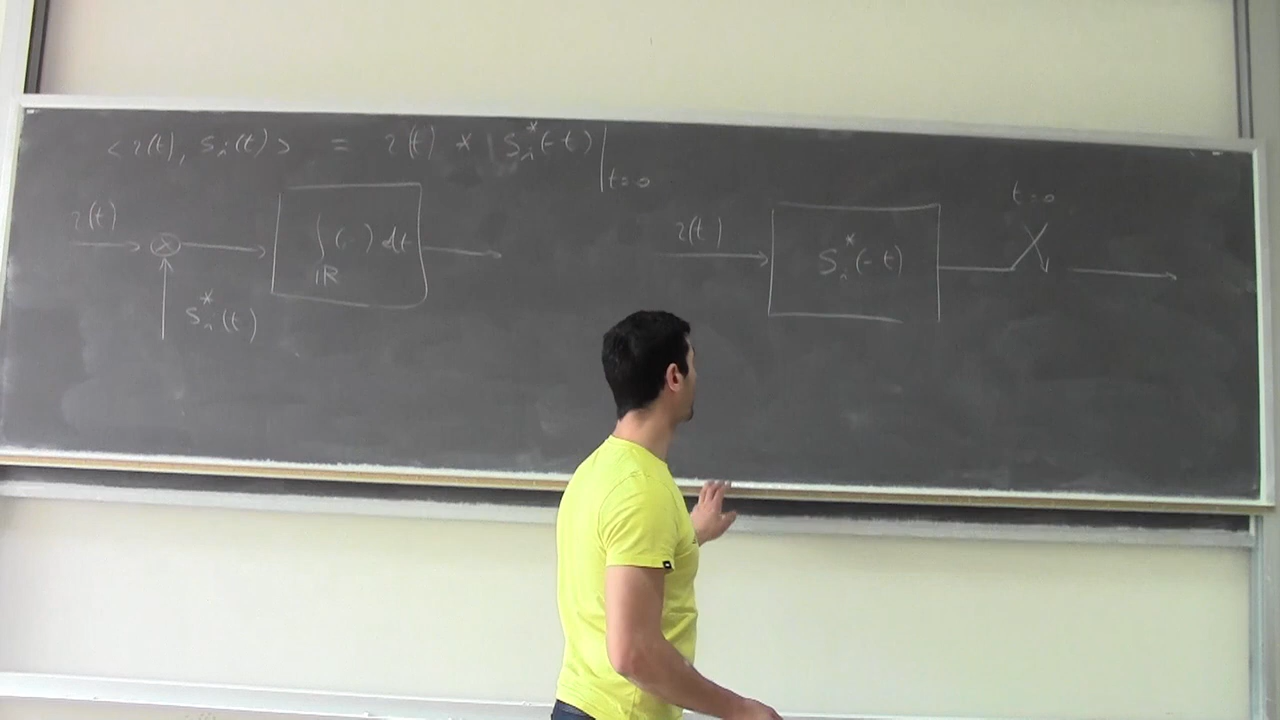 < r(t), sᵢ(t) > = r(t) * sᵢ*(-t) |t=0
r(t) ⊗ ∫ℝ (·) dt
sᵢ*(t)
r(t) sᵢ*(-t) t=0